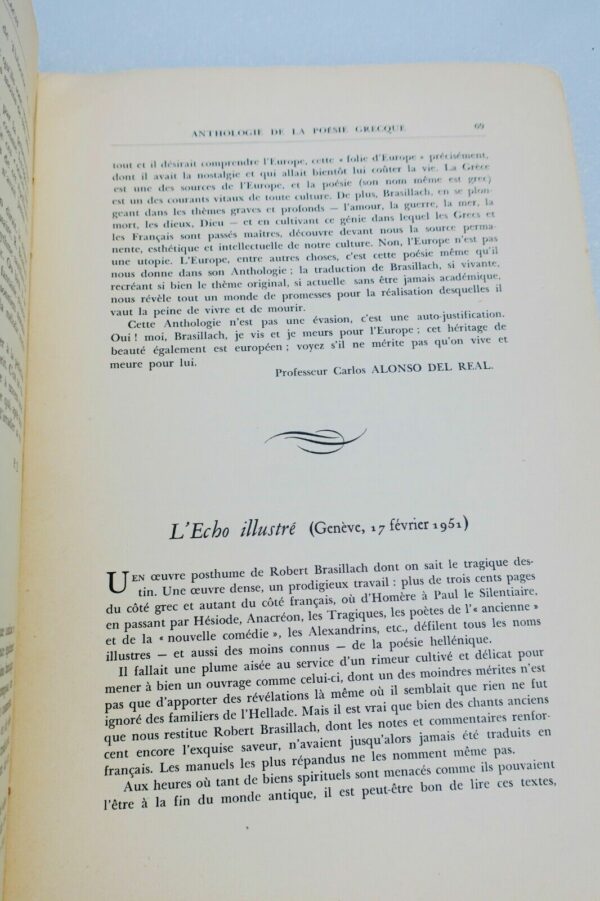 ANTHOLOGIE DE LA POÉSIE GRECQUE 69
tout et il désirait comprendre l'Europe, cette « folie d'Europe » précisément,
dont il avait la nostalgie et qui allait bientôt lui coûter la vie. La Grèce
est une des sources de l'Europe, et la poésie (son nom même est grec)
est un des courants vitaux de toute culture. De plus, Brasillach, en se plon-
geant dans les thèmes graves et profonds — l'amour, la guerre, la mer, la
mort, les dieux, Dieu — et en cultivant ce génie dans lequel les Grecs et
les Français sont passés maîtres, découvre devant nous la source perma-
nente, esthétique et intellectuelle de notre culture. Non, l'Europe n'est pas
une utopie. L'Europe, entre autres choses, c'est cette poésie même qu'il
nous donne dans son Anthologie ; la traduction de Brasillach, si vivante,
recréant si bien le thème original, si actuelle sans être jamais académique,
nous révèle tout un monde de promesses pour la réalisation desquelles il
vaut la peine de vivre et de mourir.
Cette Anthologie n'est pas une évasion, c'est une auto-justification.
Oui ! moi, Brasillach, je vis et je meurs pour l'Europe ; cet héritage de
beauté également est européen ; voyez s'il ne mérite pas qu'on vive et
meure pour lui.
Professeur Carlos ALONSO DEL REAL.
L'Echo illustré (Genève, 17 février 1951)
UEN œuvre posthume de Robert Brasillach dont on sait le tragique des-
tin. Une œuvre dense, un prodigieux travail : plus de trois cents pages
du côté grec et autant du côté français, où d'Homère à Paul le Silentiaire,
en passant par Hésiode, Anacréon, les Tragiques, les poètes de l'« ancienne »
et de la « nouvelle comédie », les Alexandrins, etc., défilent tous les noms
illustres — et aussi des moins connus — de la poésie hellénique.
Il fallait une plume aisée au service d'un rimeur cultivé et délicat pour
mener à bien un ouvrage comme celui-ci, dont un des moindres mérites n'est
pas que d'apporter des révélations là même où il semblait que rien ne fut
ignoré des familiers de l'Hellade. Mais il est vrai que bien des chants anciens
que nous restitue Robert Brasillach, dont les notes et commentaires renfor-
cent encore l'exquise saveur, n'avaient jusqu'alors jamais été traduits en
français. Les manuels les plus répandus ne les nomment même pas.
Aux heures où tant de biens spirituels sont menacés comme ils pouvaient
l'être à la fin du monde antique, il est peut-être bon de lire ces textes,